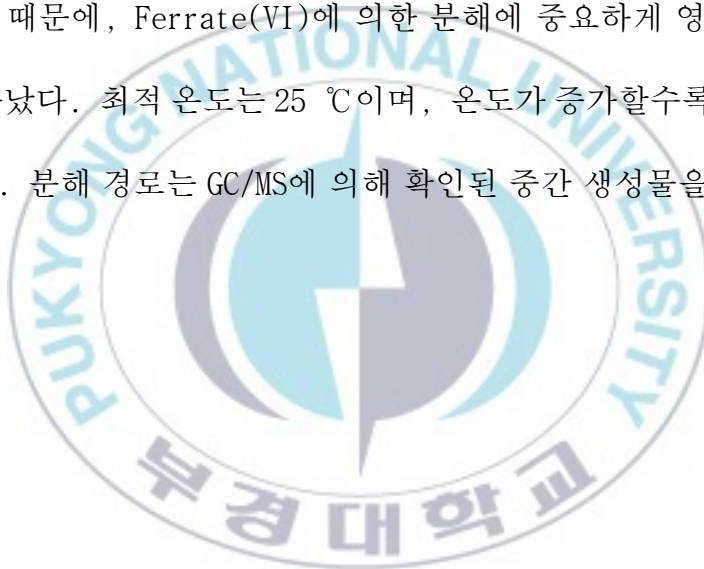 때문에, Ferrate(VI)에 의한 분해에 중요하게 영
났다. 최적 온도는 25 ℃이며, 온도가 증가할수록
. 분해 경로는 GC/MS에 의해 확인된 중간 생성물을
PUKYONG NATIONAL UNIVERSITY
부경대학교